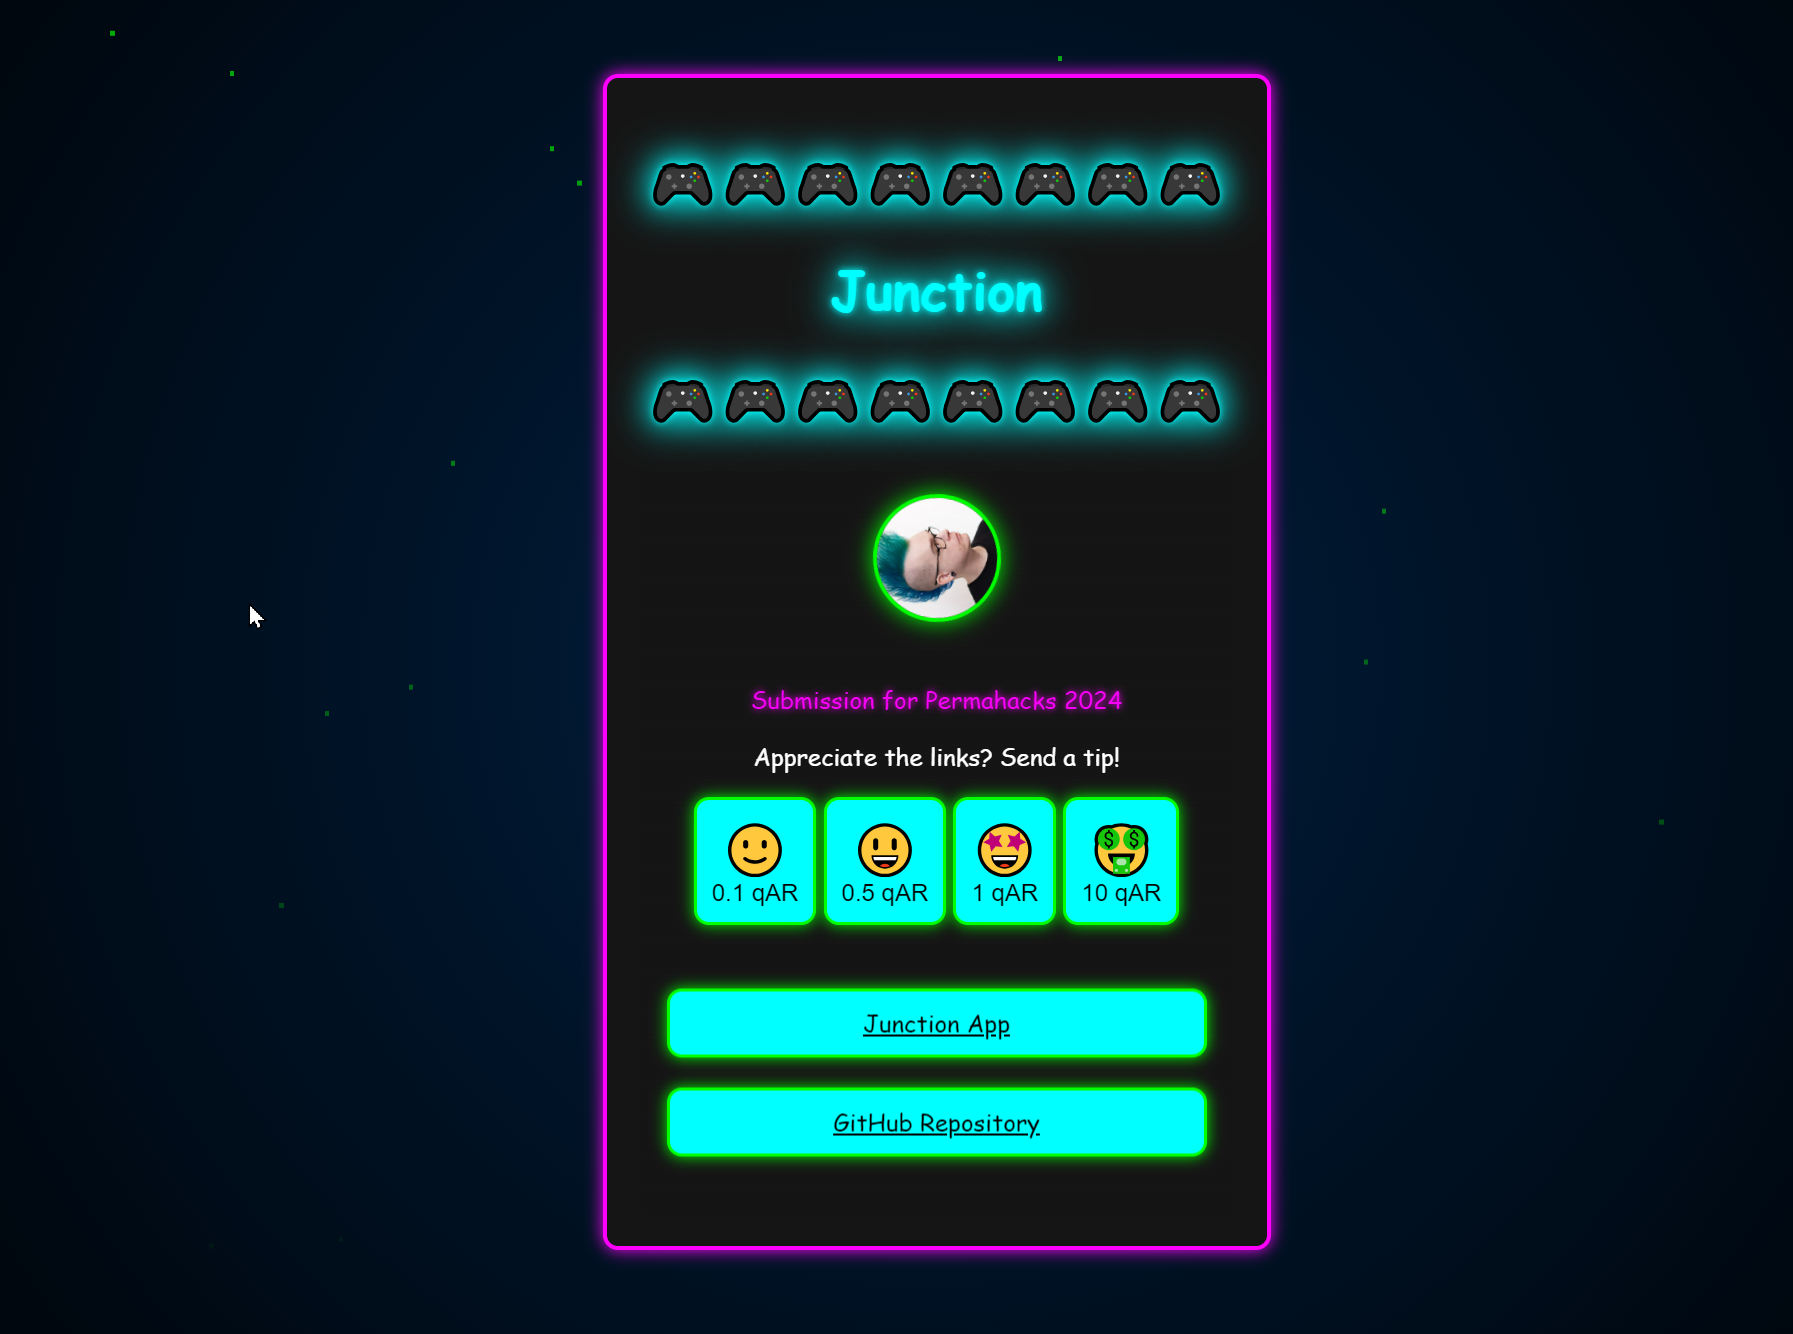 Junction
Submission for Permahacks 2024
Appreciate the links? Send a tip!
0.1 qAR
0.5 qAR
1 qAR
10 qAR
Junction App
GitHub Repository